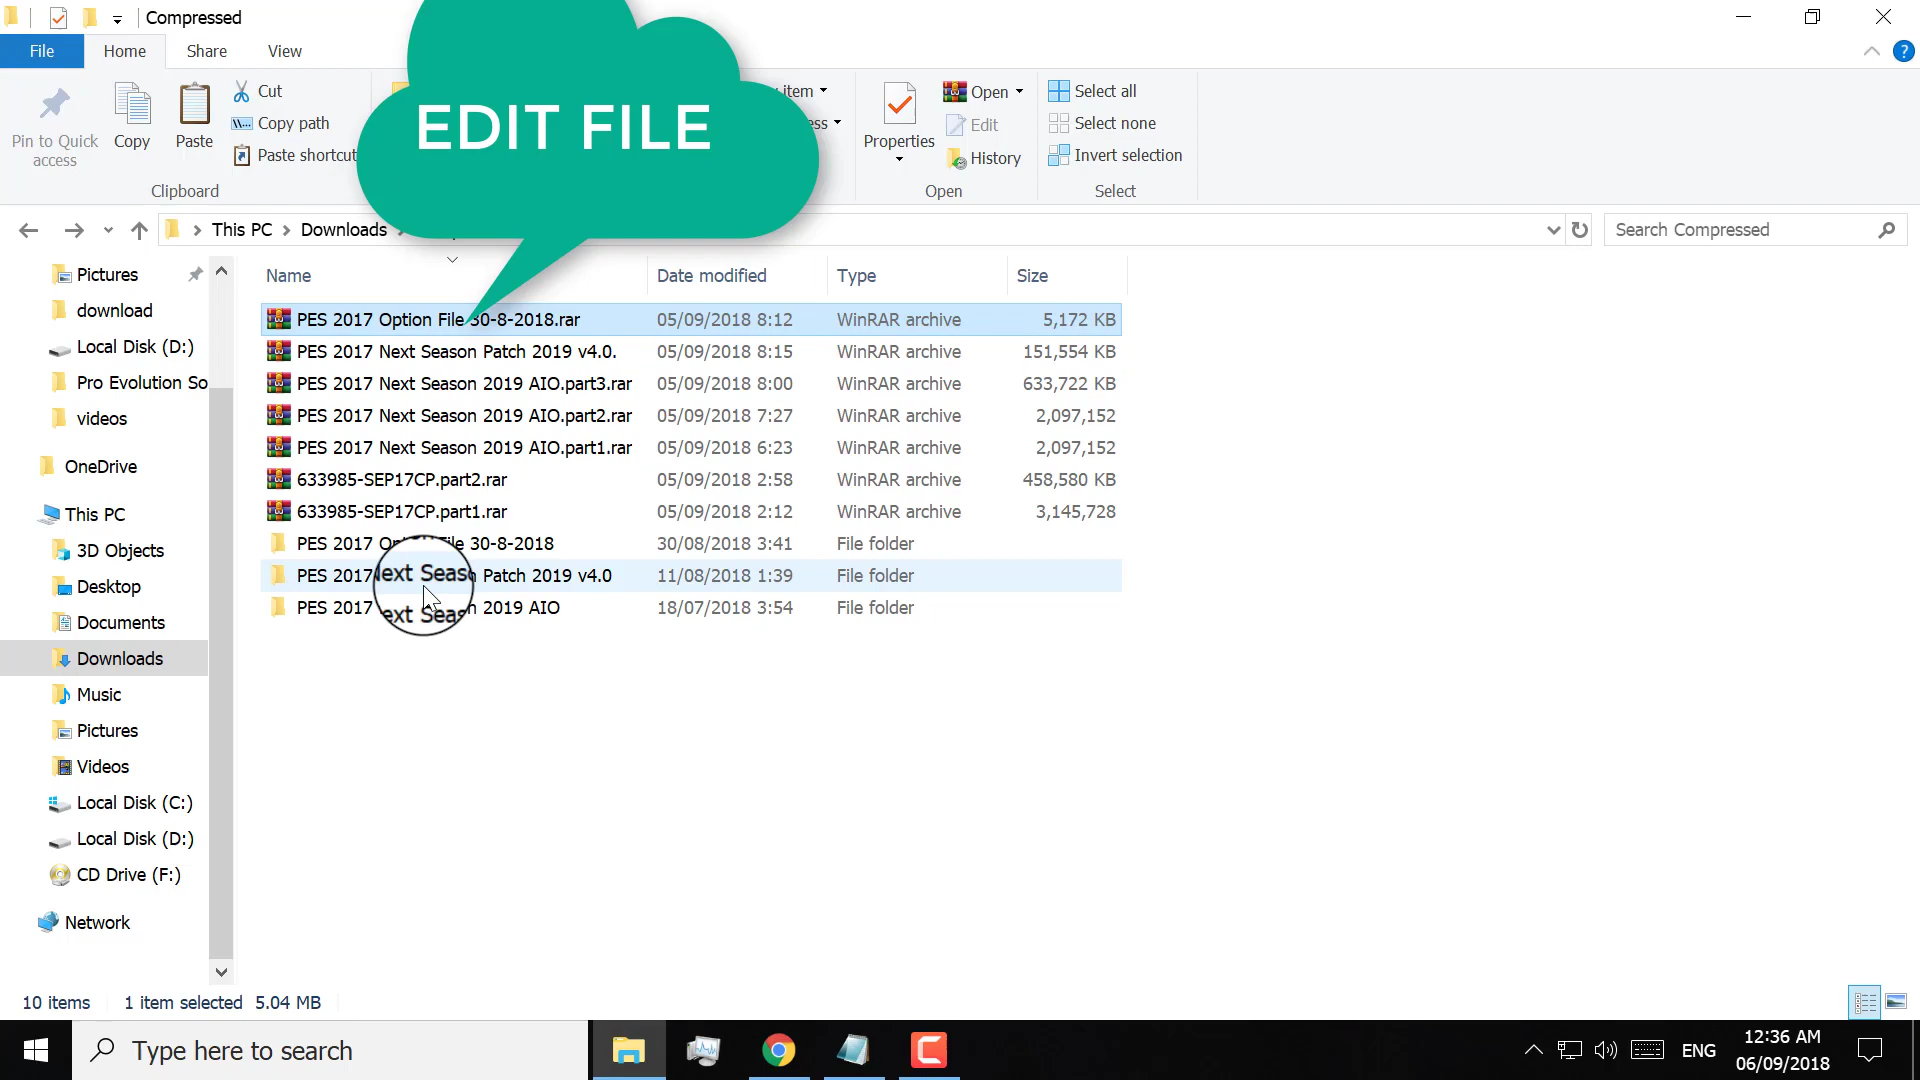 Compressed
File Home Share View
EDIT FILE
Pin to Quick access
Copy
Paste
Cut
Copy path
Paste shortcut
Clipboard
item
Properties
Open
Edit
History
Open
Select all
Select none
Invert selection
Select
This PC > Downloads
Search Compressed
Name Date modified Type Size
PES 2017 Option File 30-8-2018.rar 05/09/2018 8:12 WinRAR archive 5,172 KB
PES 2017 Next Season Patch 2019 v4.0. 05/09/2018 8:15 WinRAR archive 151,554 KB
PES 2017 Next Season 2019 AIO.part3.rar 05/09/2018 8:00 WinRAR archive 633,722 KB
PES 2017 Next Season 2019 AIO.part2.rar 05/09/2018 7:27 WinRAR archive 2,097,152
PES 2017 Next Season 2019 AIO.part1.rar 05/09/2018 6:23 WinRAR archive 2,097,152
633985-SEP17CP.part2.rar 05/09/2018 2:58 WinRAR archive 458,580 KB
633985-SEP17CP.part1.rar 05/09/2018 2:12 WinRAR archive 3,145,728
PES 2017 Option File 30-8-2018 30/08/2018 3:41 File folder
PES 2017 Next Season Patch 2019 v4.0 11/08/2018 1:39 File folder
PES 2017 Next Season 2019 AIO 18/07/2018 3:54 File folder
Pictures
download
Local Disk (D:)
Pro Evolution So
videos
OneDrive
This PC
3D Objects
Desktop
Documents
Downloads
Music
Pictures
Videos
Local Disk (C:)
Local Disk (D:)
CD Drive (F:)
Network
10 items 1 item selected 5.04 MB
Type here to search
ENG
12:36 AM
06/09/2018